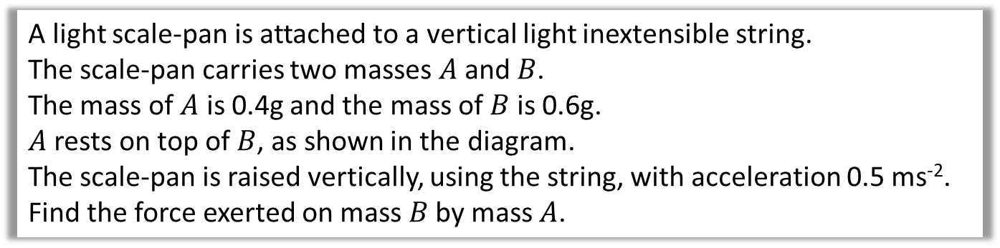 A light scale-pan is attached to a vertical light inextensible string.
The scale-pan carries two masses A and B.
The mass of A is 0.4g and the mass of B is 0.6g.
A rests on top of B, as shown in the diagram.
The scale-pan is raised vertically, using the string, with acceleration 0.5 ms⁻².
Find the force exerted on mass B by mass A.